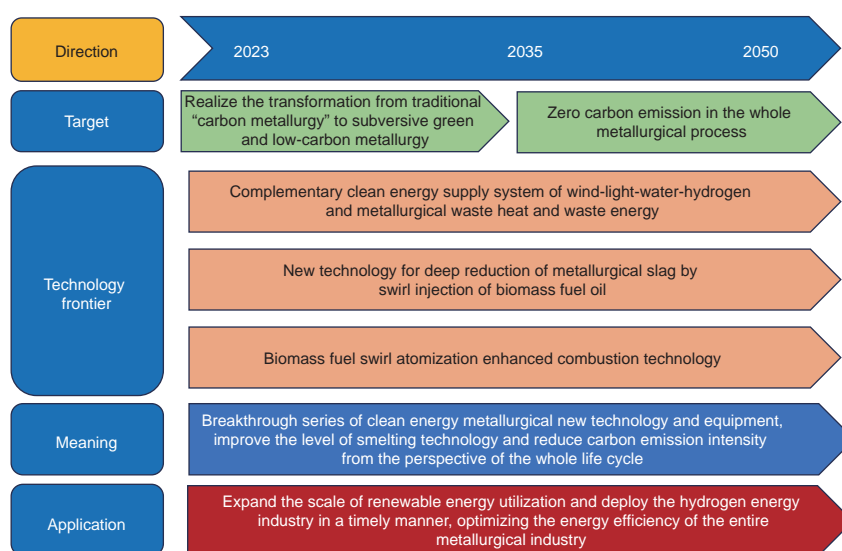 Direction
2023
2035
2050
Target
Realize the transformation from traditional
“carbon metallurgy” to subversive green
and low-carbon metallurgy
Zero carbon emission in the whole
metallurgical process
Technology
frontier
Complementary clean energy supply system of wind-light-water-hydrogen
and metallurgical waste heat and waste energy
New technology for deep reduction of metallurgical slag by
swirl injection of biomass fuel oil
Biomass fuel swirl atomization enhanced combustion technology
Meaning
Breakthrough series of clean energy metallurgical new technology and equipment,
improve the level of smelting technology and reduce carbon emission intensity
from the perspective of the whole life cycle
Application
Expand the scale of renewable energy utilization and deploy the hydrogen energy
industry in a timely manner, optimizing the energy efficiency of the entire
metallurgical industry